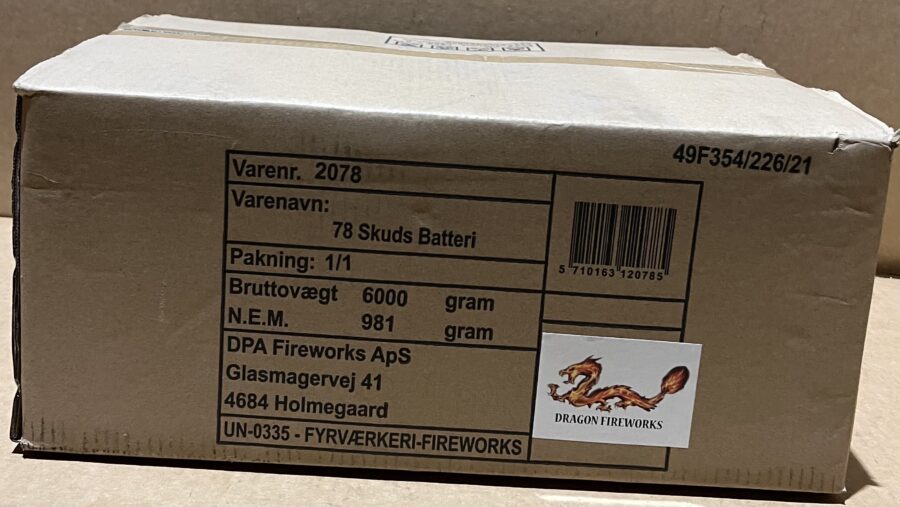 49F354/226/21
Varenr. 2078
Varenavn:
78 Skuds Batteri
Pakning: 1/1
Bruttovægt 6000 gram
N.E.M. 981 gram
DPA Fireworks ApS
Glasmagervej 41
4684 Holmegaard
UN-0335 - FYRVÆRKERI-FIREWORKS
5 710163 120785
DRAGON FIREWORKS